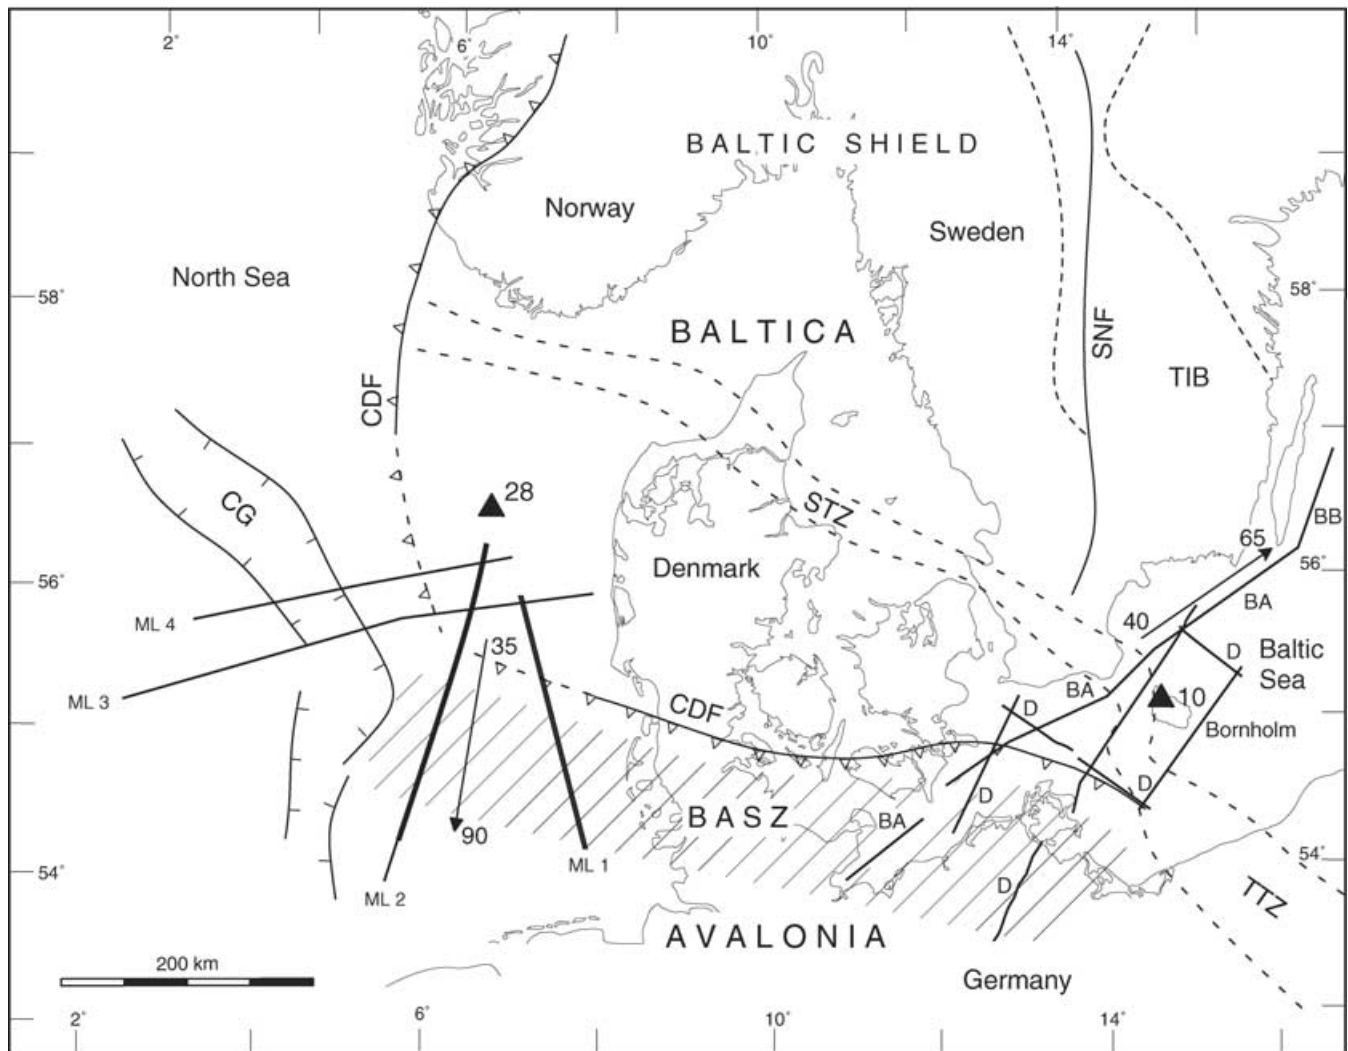 2° 6° 10° 14°
BALTIC SHIELD
Norway
Sweden
North Sea
58° 58°
BALTICA
SNF
TIB
CDF
28
CG
STZ
BB
65
Denmark
56° 56°
ML 4
40
BA
35
D
Baltic
Sea
BA
10
ML 3
CDF
D
Bornholm
D
BASZ
BA
D
90
ML 1
54° 54°
D
ML 2
TTZ
AVALONIA
200 km
Germany
2° 6° 10° 14°